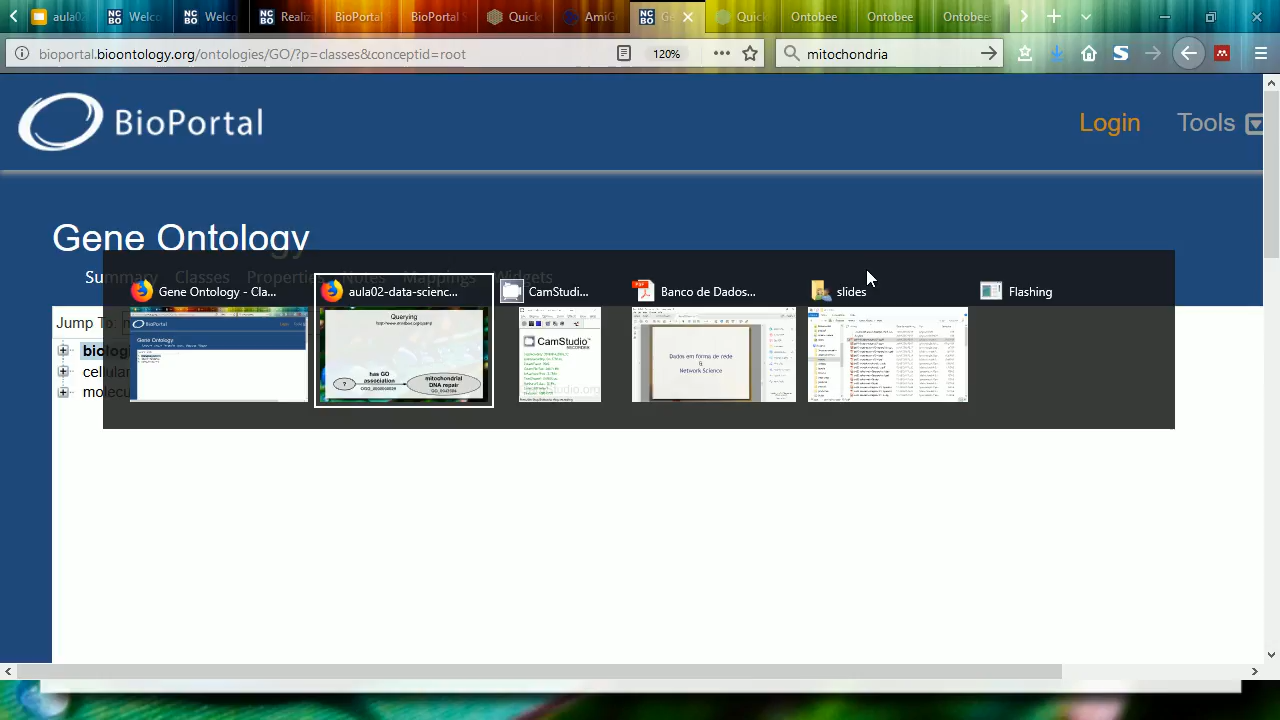 aula0
Welco
Welco
Realiz
BioPortal
BioPortal S
Quick
AmiG
G
Quick
Ontobee
Ontobee
Ontobee
bioportal.bioontology.org/ontologies/GO/?p=classes&conceptid=root
120%
mitochondria
BioPortal
Login
Tools
Gene Ontology
Summary
Classes
Properties
Notes
Mappings
Widgets
Gene Ontology - Cla...
aula02-data-scienc...
CamStudi...
Banco de Dados...
slides
Flashing
Jump To:
biolog
cellular
molecu
Querying
? has GO association mitochondrial DNA repair
CamStudio
Dados em forma de rede
&
Network Science